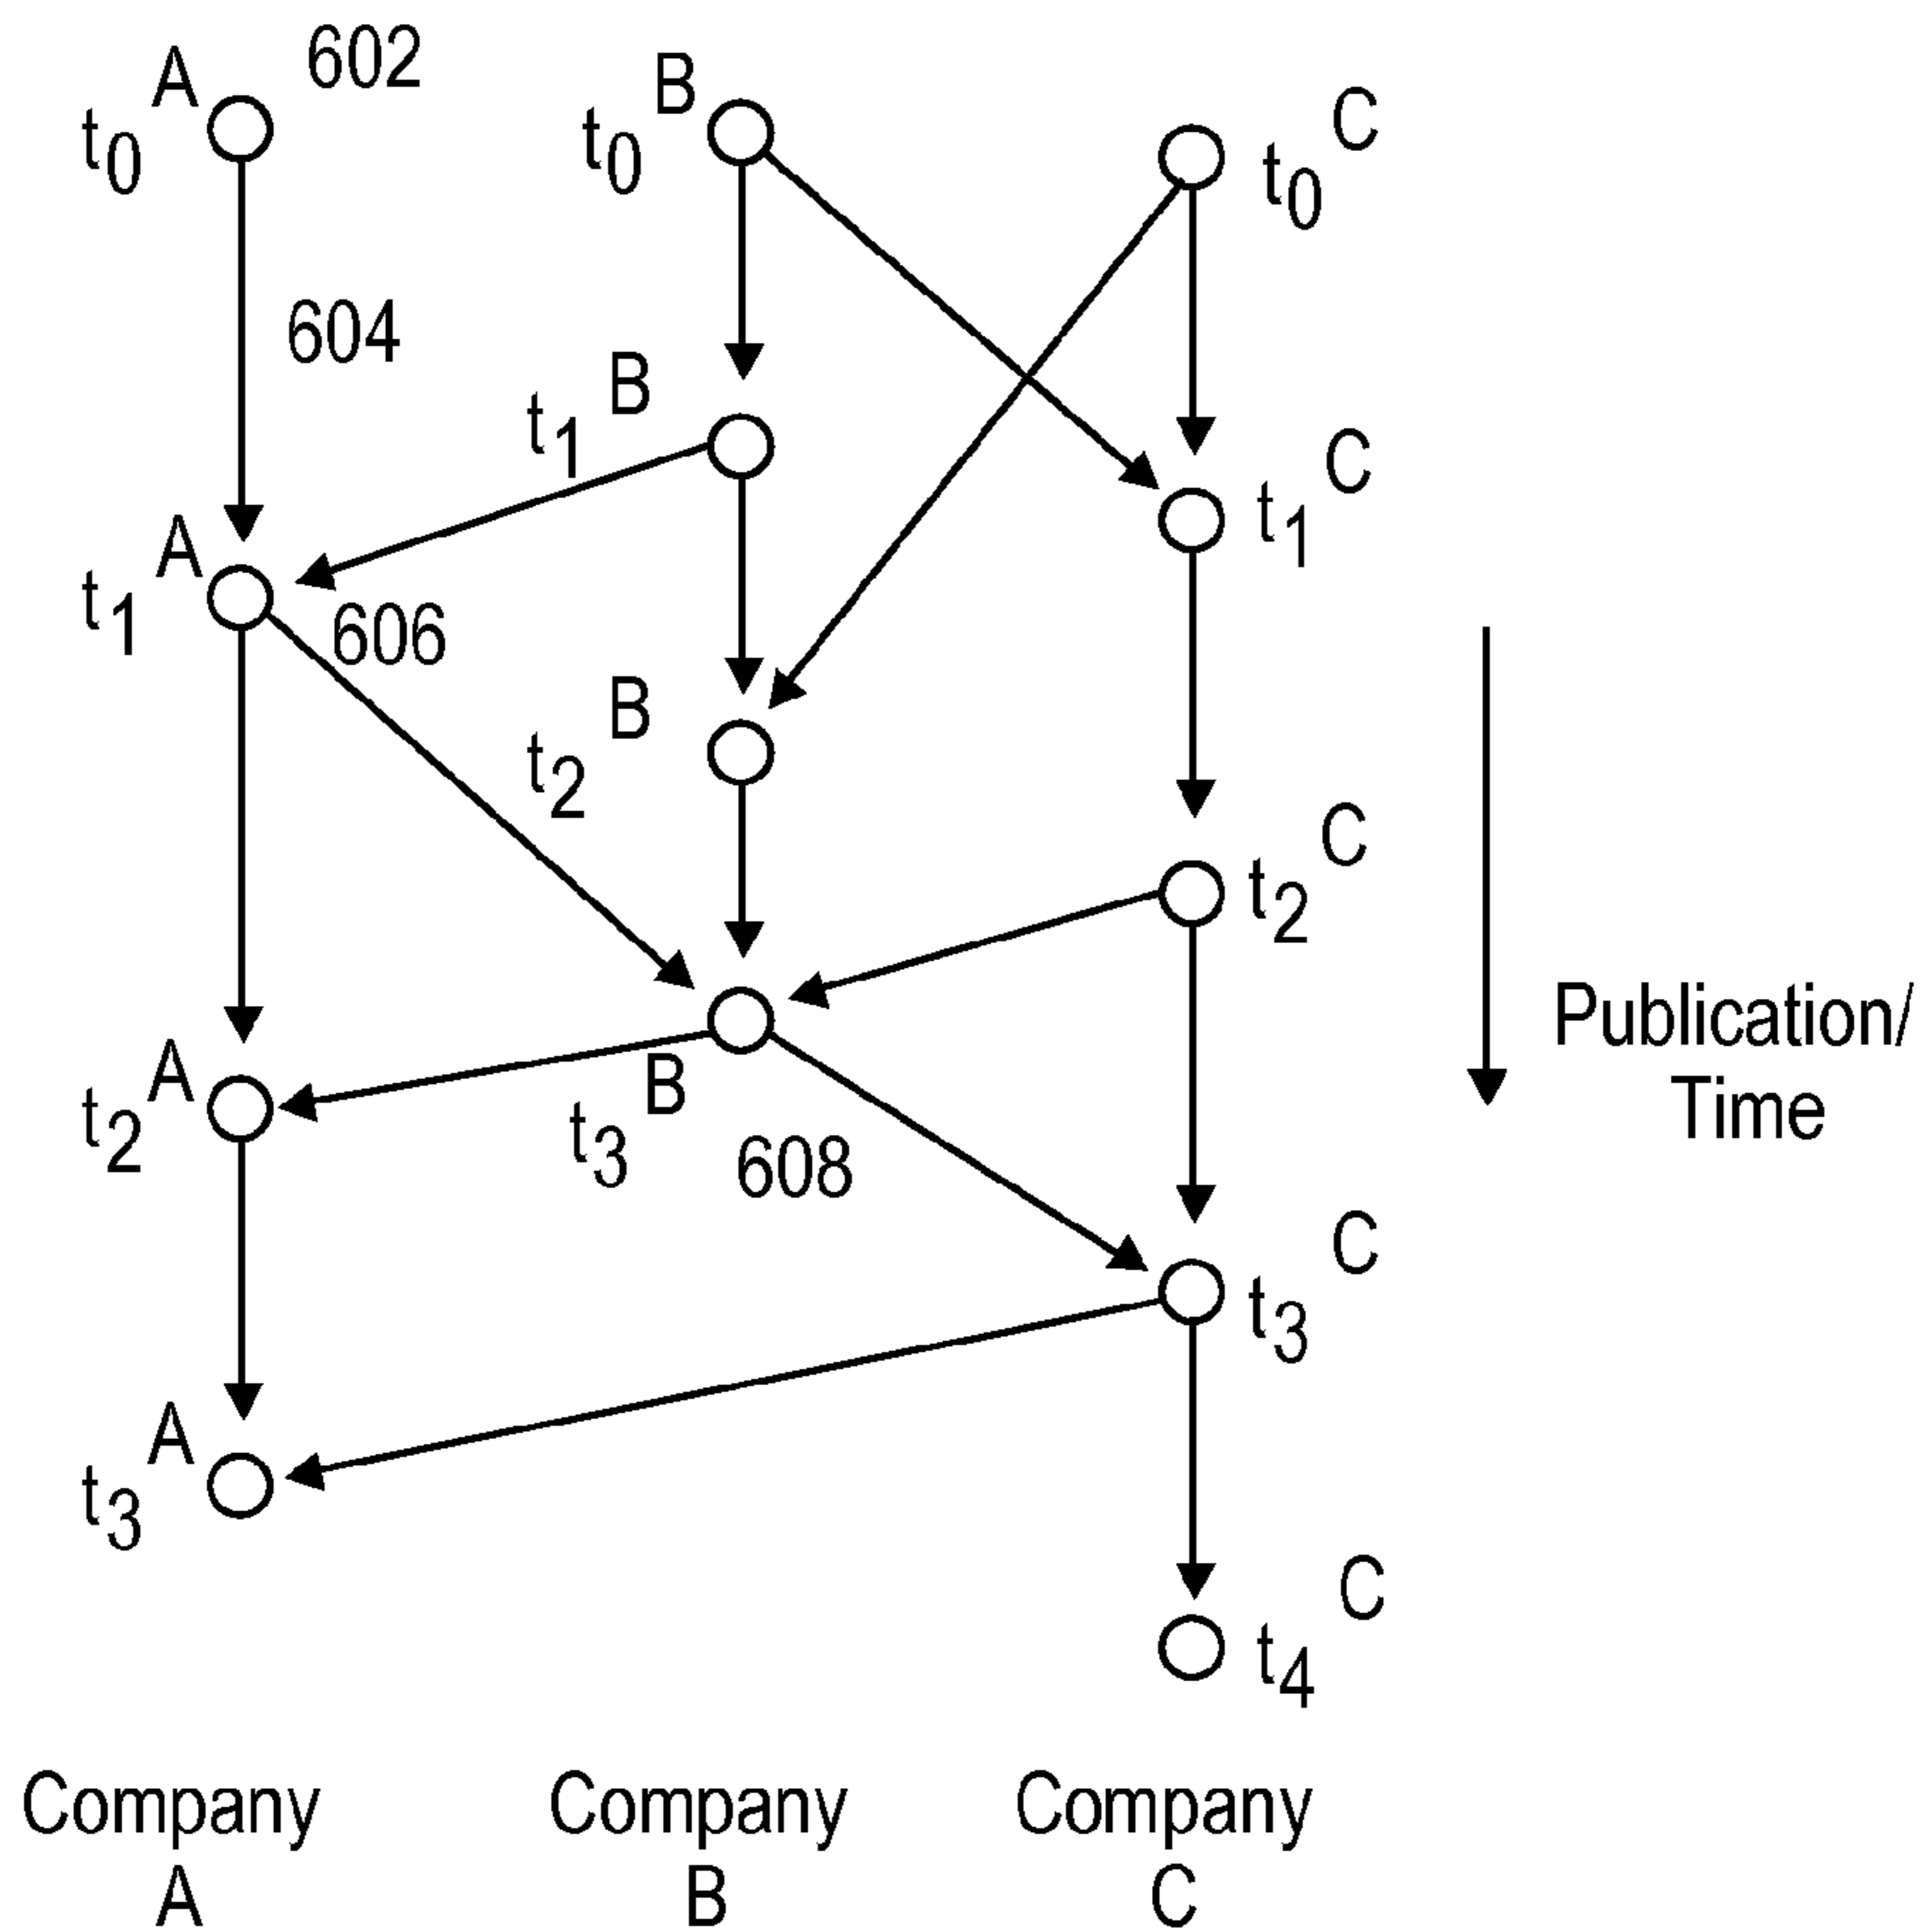 t0 A 602
t0 B
t0 C
604
t1 B
t1 C
t1 A
606
t2 B
t2 C
Publication/
Time
t2 A
t3 B
608
t3 C
t3 A
t4 C
Company
A
Company
B
Company
C